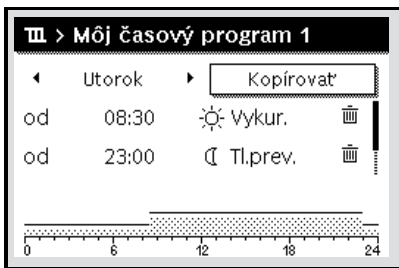 > Môj časový program 1
Utorok Kopírovať
od 08:30 Vykur.
od 23:00 Tl.prev.
0 6 12 18 24